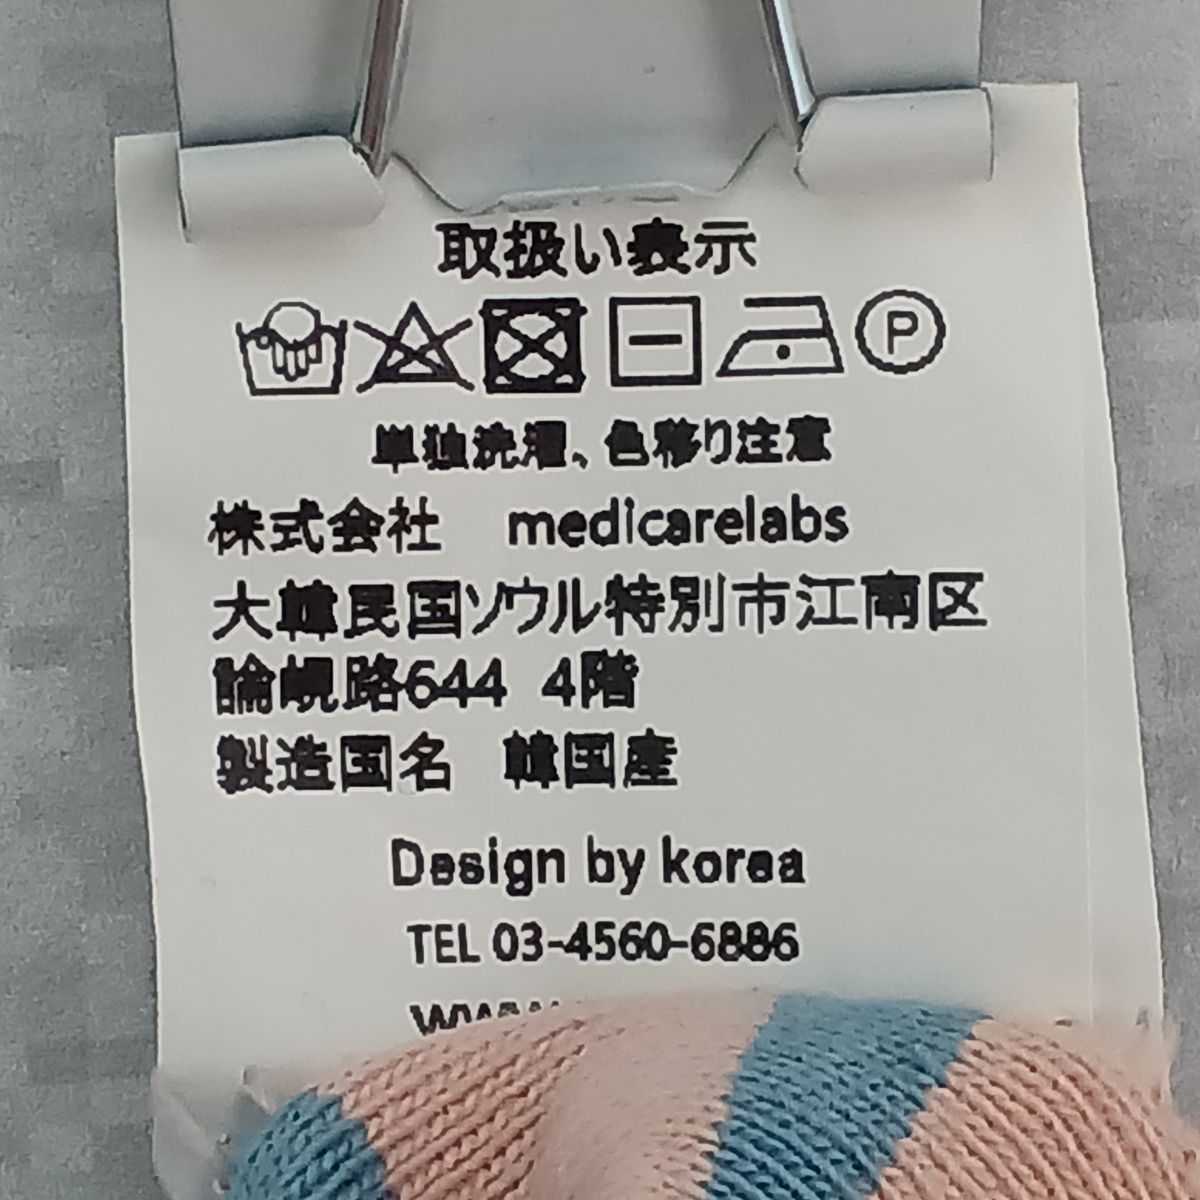 取扱い表示
P
単独洗濯、色移り注意
株式会社 medicarelabs
大韓民国ソウル特別市江南区
論峴路644 4階
製造国名 韓国産
Design by korea
TEL 03-4560-6886